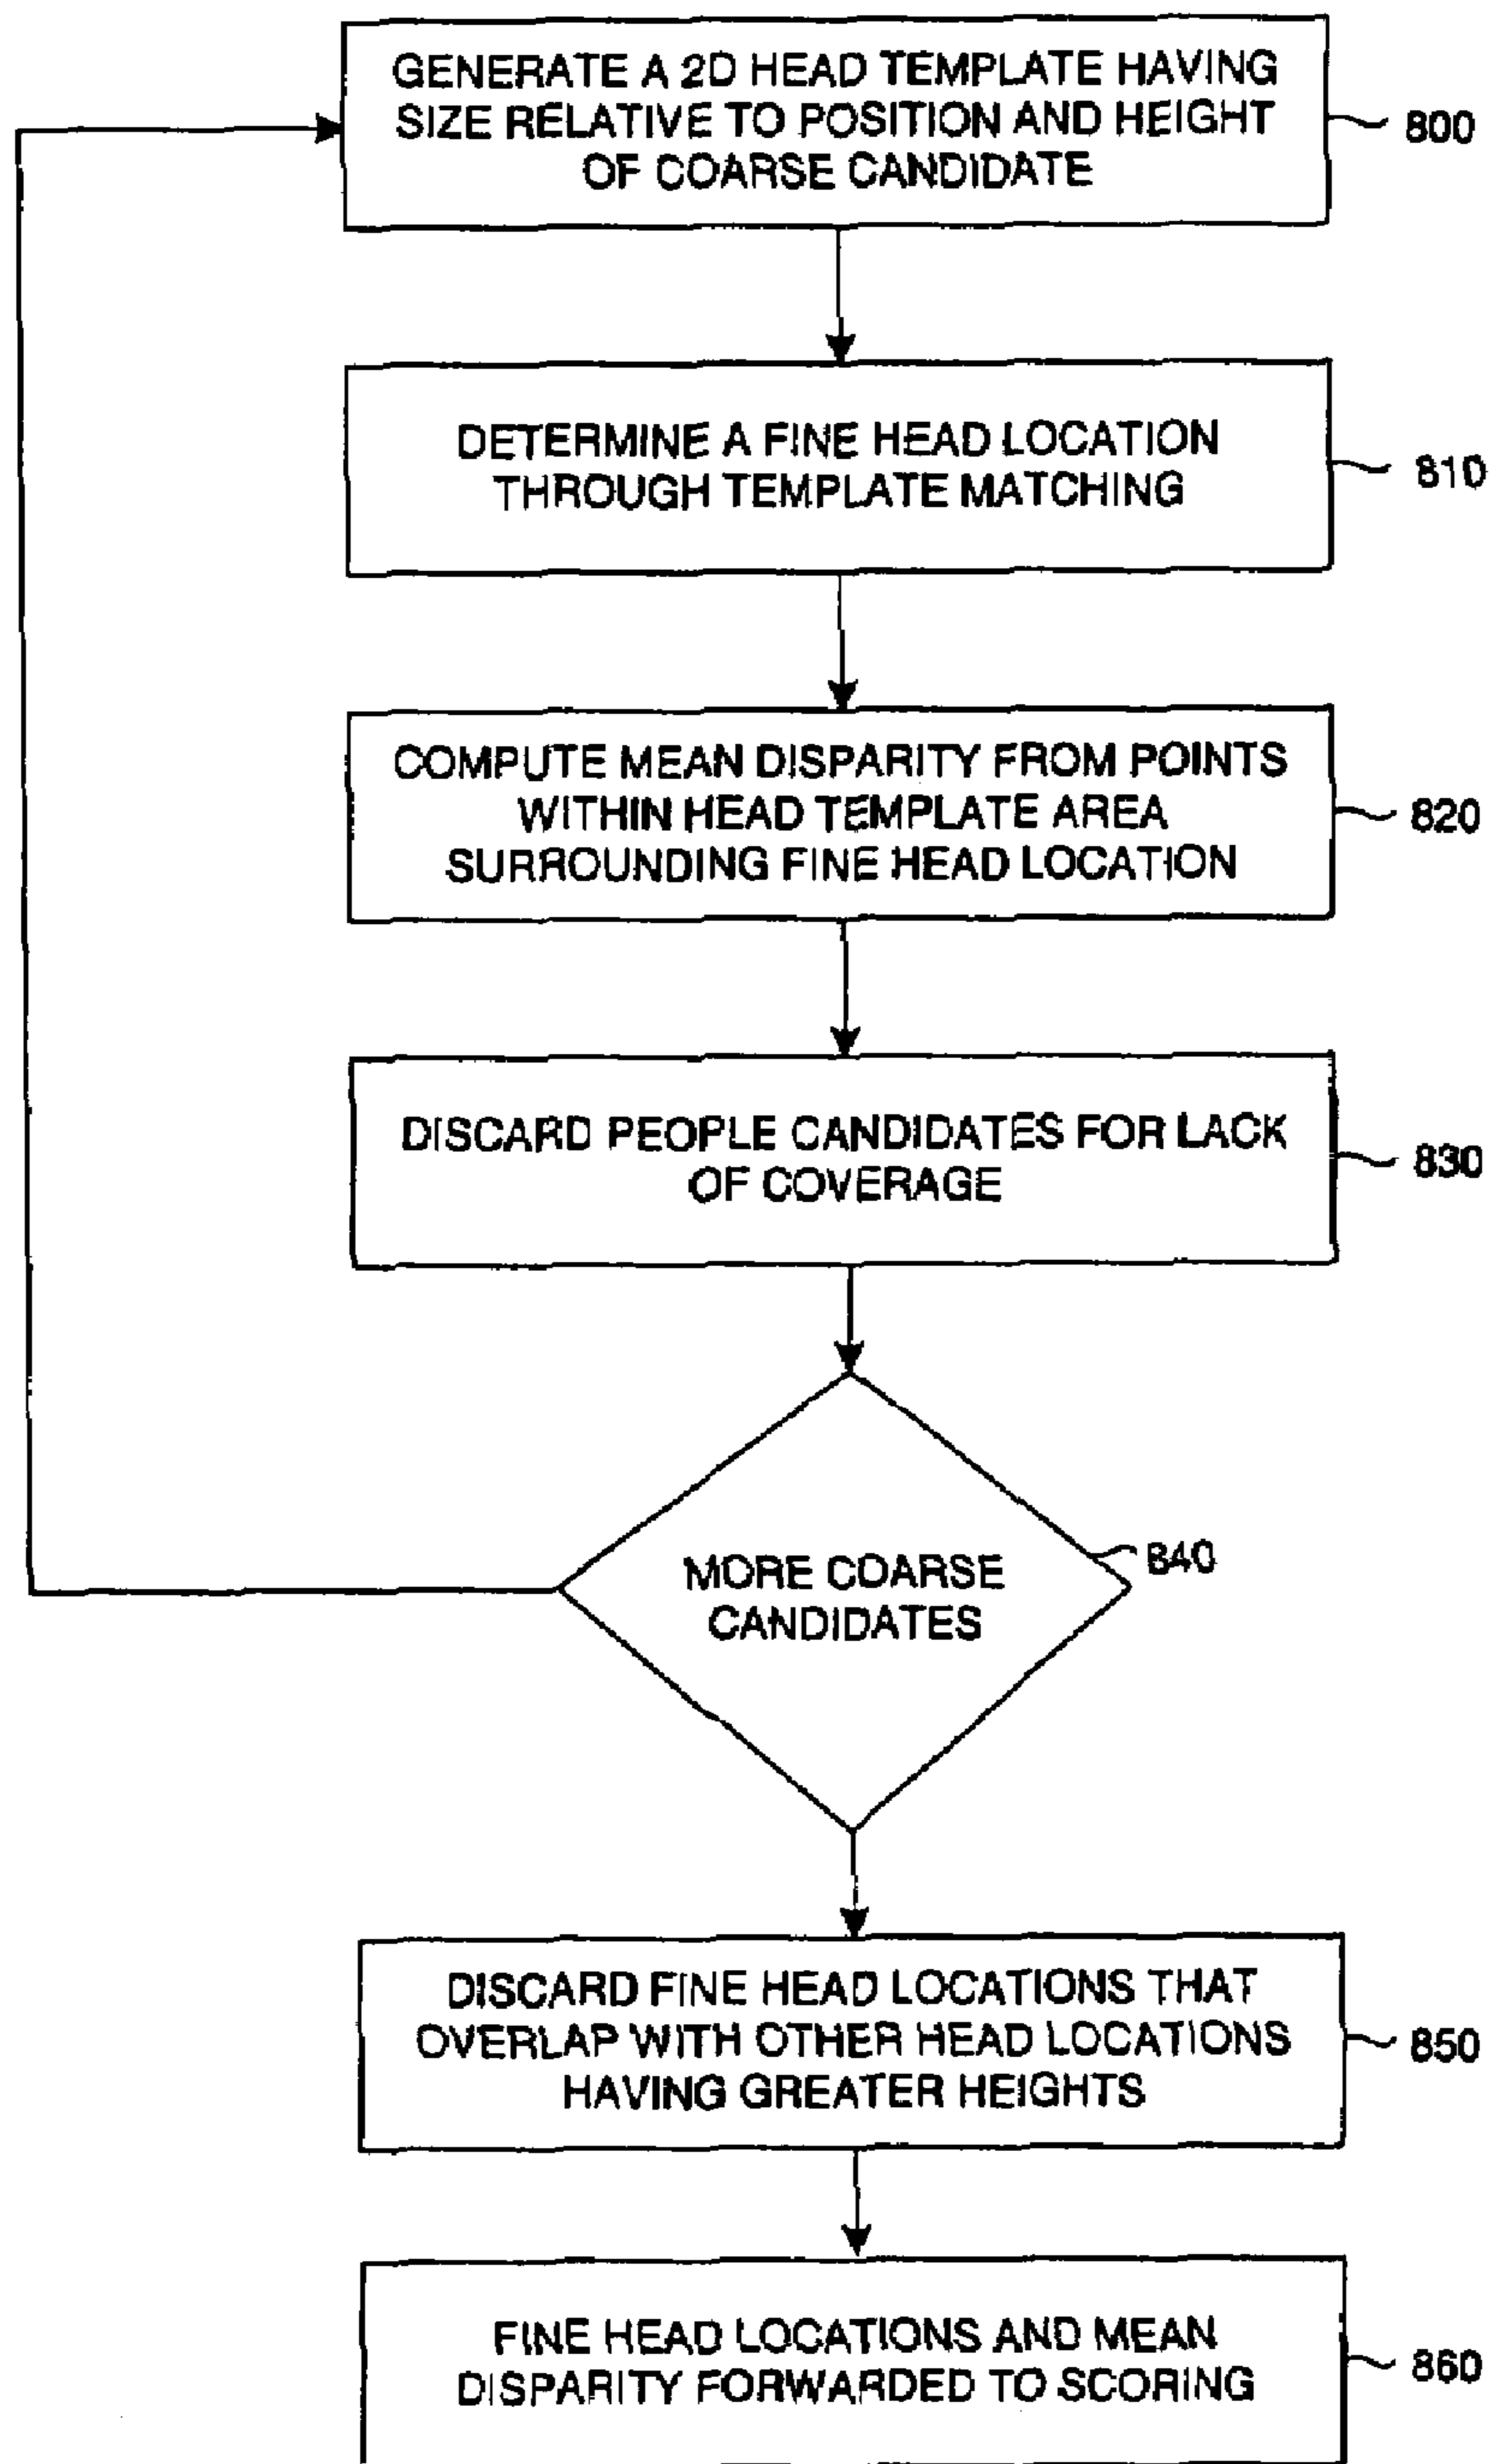 GENERATE A 2D HEAD TEMPLATE HAVING
SIZE RELATIVE TO POSITION AND HEIGHT
OF COARSE CANDIDATE
800
DETERMINE A FINE HEAD LOCATION
THROUGH TEMPLATE MATCHING
810
COMPUTE MEAN DISPARITY FROM POINTS
WITHIN HEAD TEMPLATE AREA
SURROUNDING FINE HEAD LOCATION
820
DISCARD PEOPLE CANDIDATES FOR LACK
OF COVERAGE
830
MORE COARSE
CANDIDATES
840
DISCARD FINE HEAD LOCATIONS THAT
OVERLAP WITH OTHER HEAD LOCATIONS
HAVING GREATER HEIGHTS
850
FINE HEAD LOCATIONS AND MEAN
DISPARITY FORWARDED TO SCORING
860